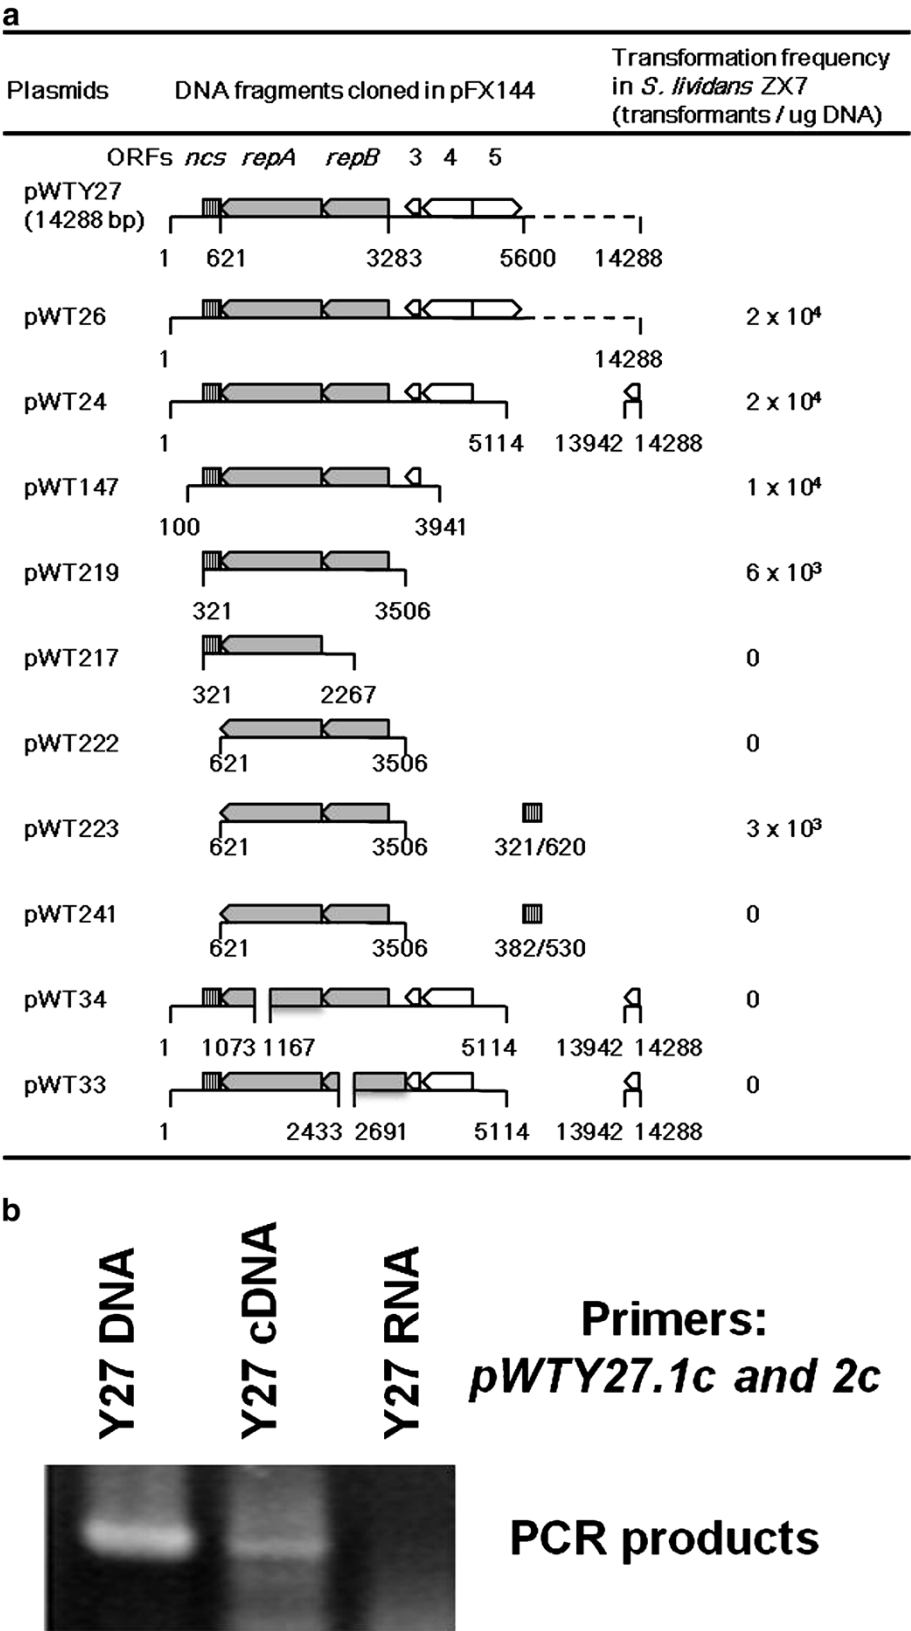 a
Plasmids DNA fragments cloned in pFX144 Transformation frequency
in S. lividans ZX7
(transformants / ug DNA)
ORFs ncs repA repB 3 4 5
pWTY27
(14288 bp)
1 621 3283 5600 14288
pWT26 2 x 10⁴
1 14288
pWT24 2 x 10⁴
1 5114 13942 14288
pWT147 1 x 10⁴
100 3941
pWT219 6 x 10³
321 3506
pWT217 0
321 2267
pWT222 0
621 3506
pWT223 3 x 10³
621 3506 321/620
pWT241 0
621 3506 382/530
pWT34 0
1 1073 1167 5114 13942 14288
pWT33 0
1 2433 2691 5114 13942 14288
b
Y27 DNA
Y27 cDNA
Y27 RNA
Primers:
pWTY27.1c and 2c
PCR products